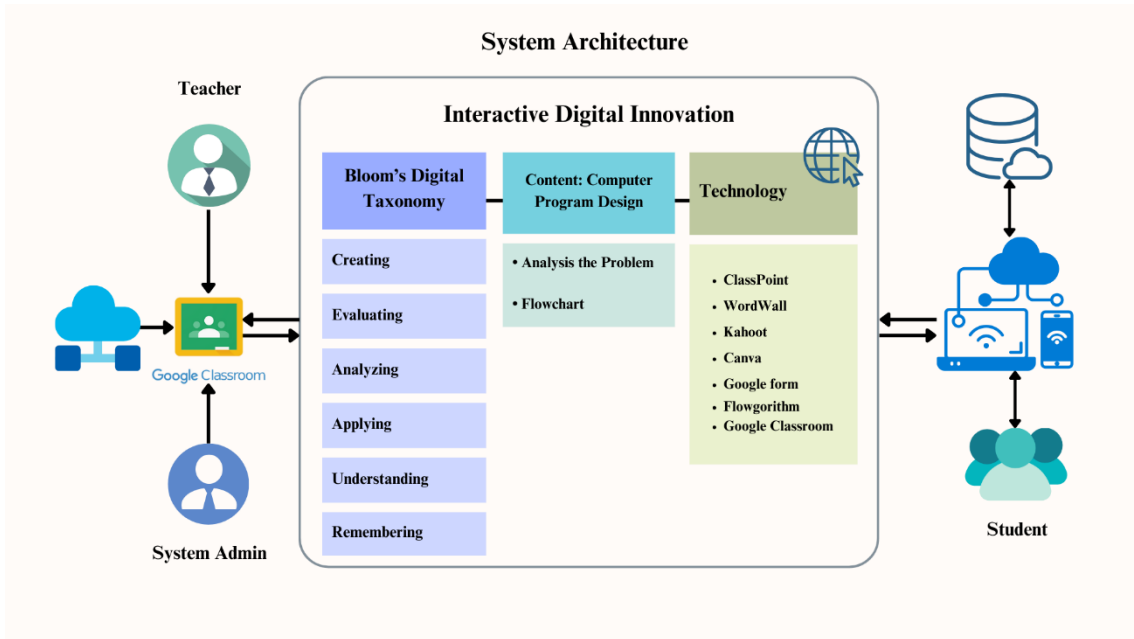 System Architecture
Teacher
Google Classroom
System Admin
Interactive Digital Innovation
Bloom's Digital
Taxonomy
Creating
Evaluating
Analyzing
Applying
Understanding
Remembering
Content: Computer
Program Design
• Analysis the Problem
• Flowchart
Technology
• ClassPoint
• WordWall
• Kahoot
• Canva
• Google form
• Flowgorithm
• Google Classroom
Student